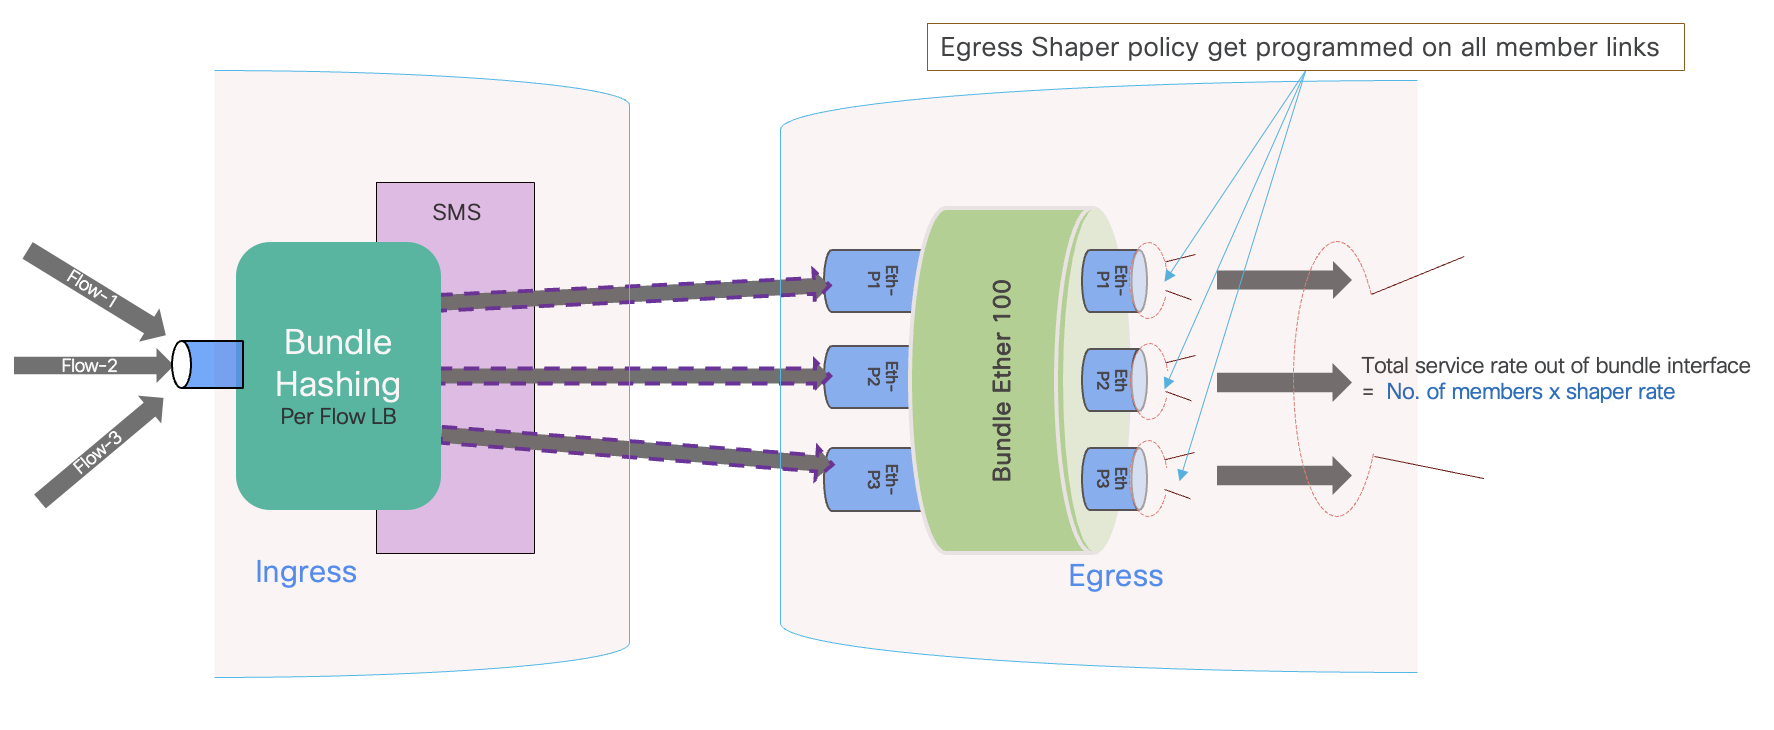 Egress Shaper policy get programmed on all member links
SMS
Flow-1
Flow-2
Flow-3
Bundle
Hashing
Per Flow LB
Ingress
Eth-
P1
Eth-
P2
Eth-
P3
Bundle Ether 100
Eth-
P1
Eth
P2
Eth
P3
Egress
Total service rate out of bundle interface
= No. of members x shaper rate